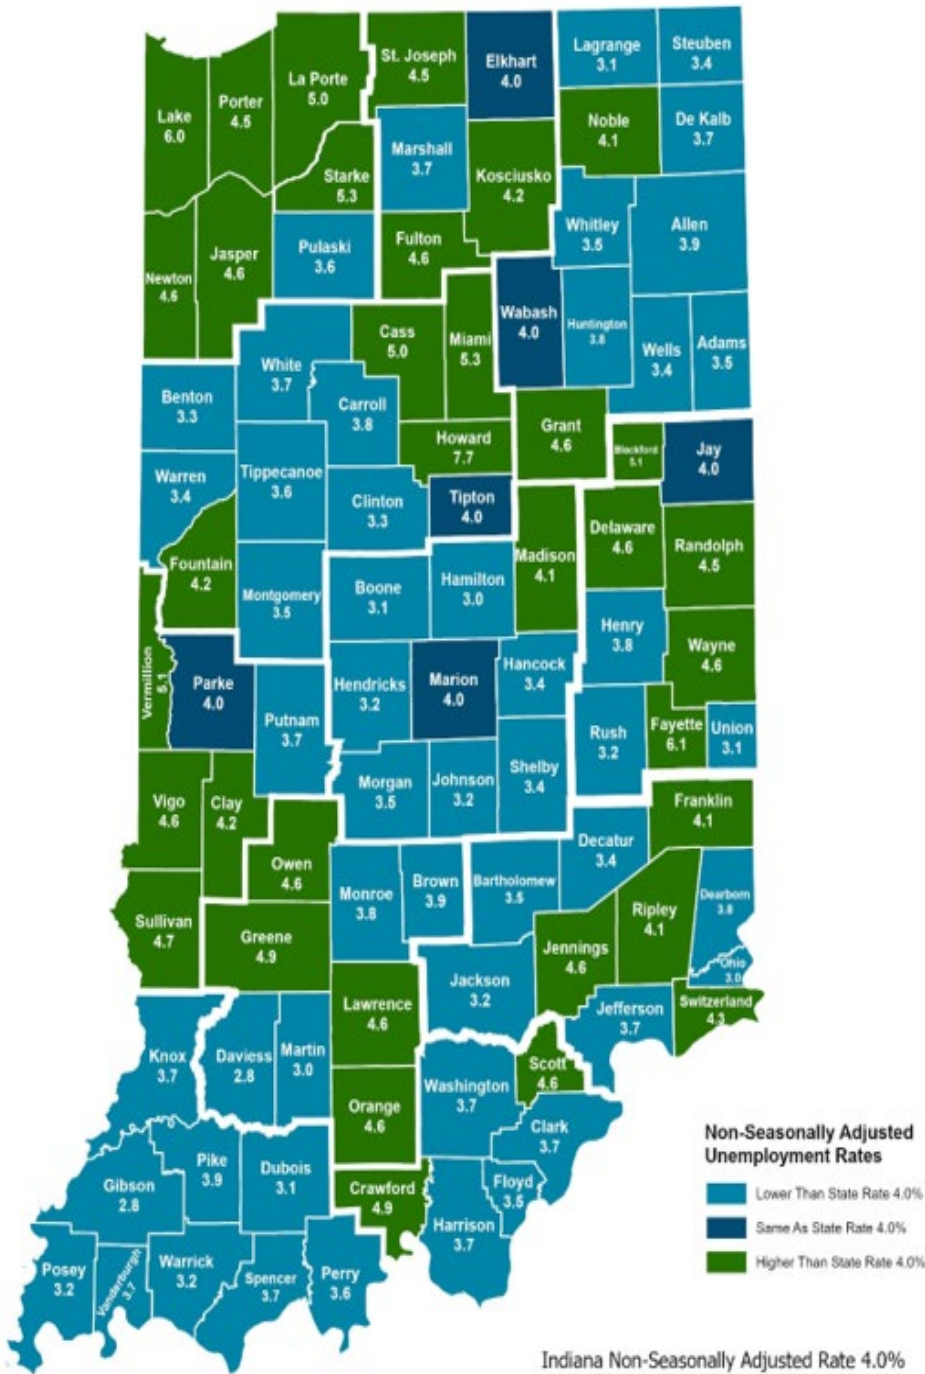 St. Joseph
4.5
Elkhart
4.0
Lagrange
3.1
Steuben
3.4
La Porte
5.0
Porter
4.5
Lake
6.0
Noble
4.1
De Kalb
3.7
Marshall
3.7
Starke
5.3
Kosciusko
4.2
Whitley
3.5
Allen
3.9
Pulaski
3.6
Fulton
4.6
Jasper
4.6
Newton
4.6
Wabash
4.0
Huntington
3.8
Cass
5.0
Miami
5.3
Wells
3.4
Adams
3.5
White
3.7
Carroll
3.8
Benton
3.3
Grant
4.6
Howard
7.7
Blackford
5.1
Jay
4.0
Warren
3.4
Tippecanoe
3.6
Clinton
3.3
Tipton
4.0
Delaware
4.6
Randolph
4.5
Madison
4.1
Fountain
4.2
Montgomery
3.5
Boone
3.1
Hamilton
3.0
Henry
3.8
Wayne
4.6
Vermillion
5.1
Parke
4.0
Putnam
3.7
Hendricks
3.2
Marion
4.0
Hancock
3.4
Rush
3.2
Fayette
6.1
Union
3.1
Vigo
4.6
Clay
4.2
Morgan
3.5
Johnson
3.2
Shelby
3.4
Franklin
4.1
Decatur
3.4
Owen
4.6
Monroe
3.8
Brown
3.9
Bartholomew
3.5
Dearborn
3.8
Ripley
4.1
Sullivan
4.7
Greene
4.9
Jennings
4.6
Ohio
3.0
Jackson
3.2
Lawrence
4.6
Jefferson
3.7
Switzerland
4.3
Knox
3.7
Daviess
2.8
Martin
3.0
Scott
4.6
Washington
3.7
Orange
4.6
Clark
3.7
Pike
3.9
Dubois
3.1
Gibson
2.8
Crawford
4.9
Floyd
3.5
Harrison
3.7
Posey
3.2
Vanderburgh
3.7
Warrick
3.2
Spencer
3.7
Perry
3.6
Non-Seasonally Adjusted
Unemployment Rates
Lower Than State Rate 4.0%
Same As State Rate 4.0%
Higher Than State Rate 4.0%
Indiana Non-Seasonally Adjusted Rate 4.0%